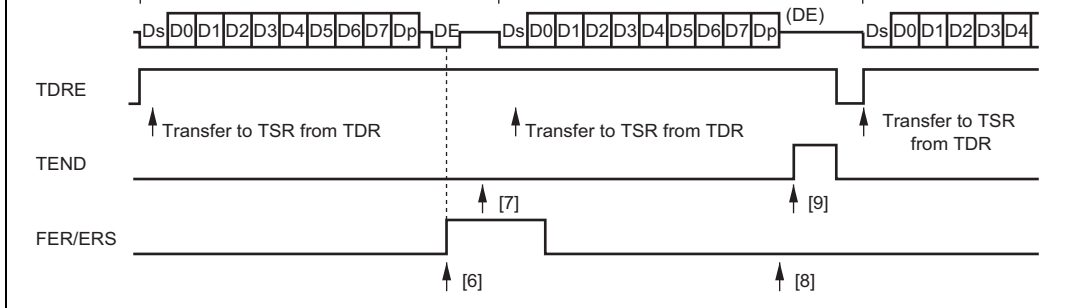 Ds D0 D1 D2 D3 D4 D5 D6 D7 Dp DE Ds D0 D1 D2 D3 D4 D5 D6 D7 Dp (DE) Ds D0 D1 D2 D3 D4
TDRE
Transfer to TSR from TDR
Transfer to TSR from TDR
Transfer to TSR
from TDR
TEND
[7]
[9]
FER/ERS
[6]
[8]